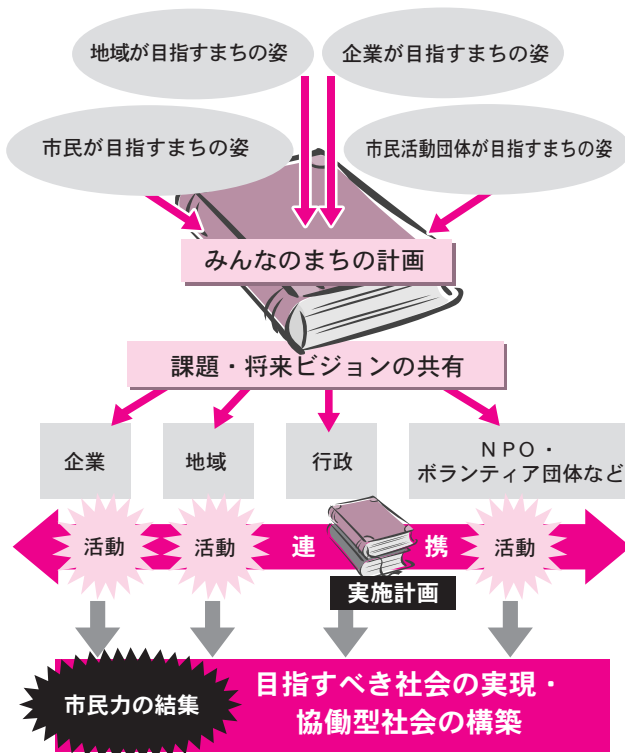 地域が目指すまちの姿
企業が目指すまちの姿
市民が目指すまちの姿
市民活動団体が目指すまちの姿
みんなのまちの計画
課題・将来ビジョンの共有
企業
地域
行政
NPO・
ボランティア団体など
活動
活動
連
携
活動
実施計画
市民力の結集
目指すべき社会の実現・
協働型社会の構築